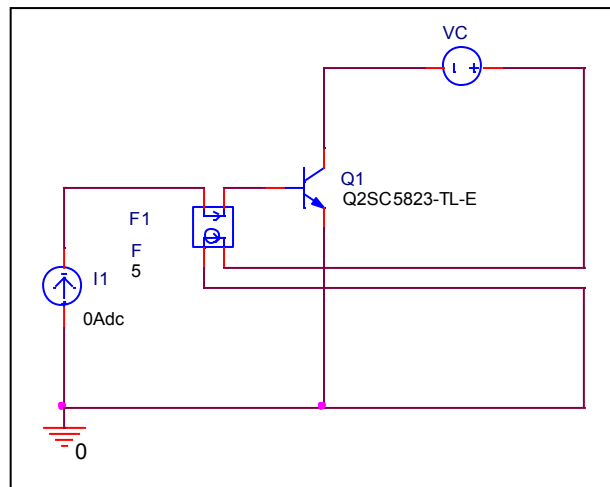 VC
- +
Q1
Q2SC5823-TL-E
F1
F
5
I1
0Adc
0